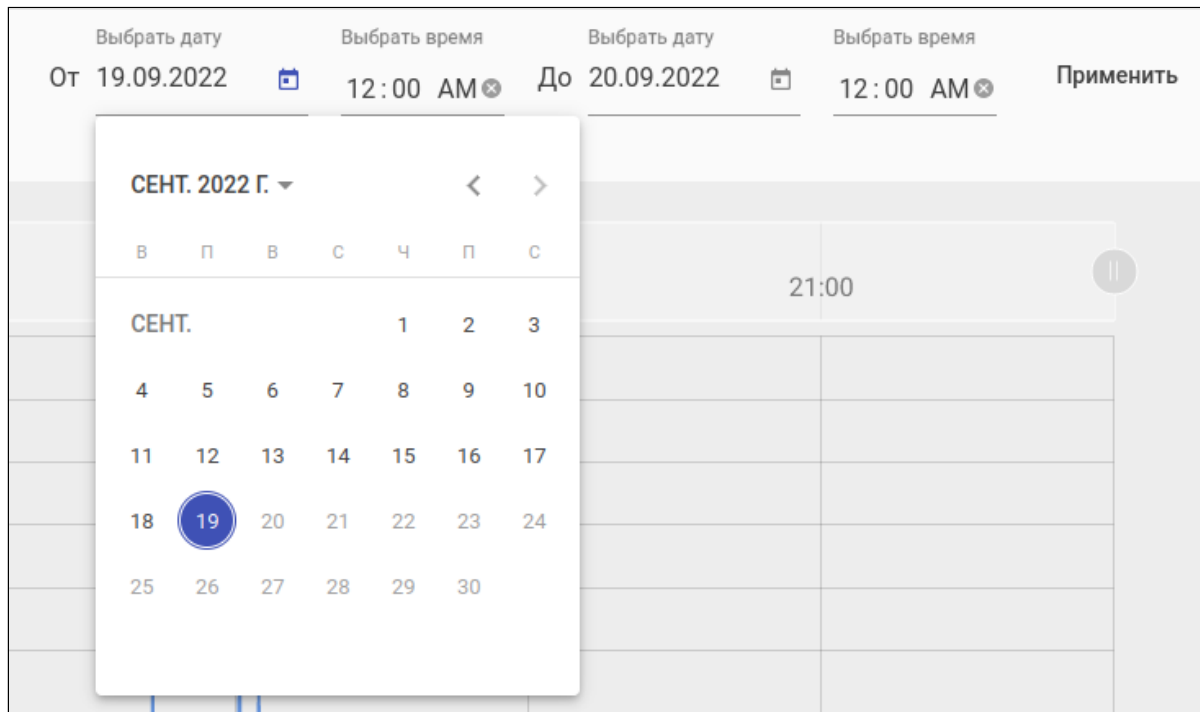 Выбрать дату Выбрать время Выбрать дату Выбрать время
От 19.09.2022 12:00 AM До 20.09.2022 12:00 AM Применить
СЕНТ. 2022 Г.
В П В С Ч П С
21:00
СЕНТ. 1 2 3
4 5 6 7 8 9 10
11 12 13 14 15 16 17
18 19 20 21 22 23 24
25 26 27 28 29 30